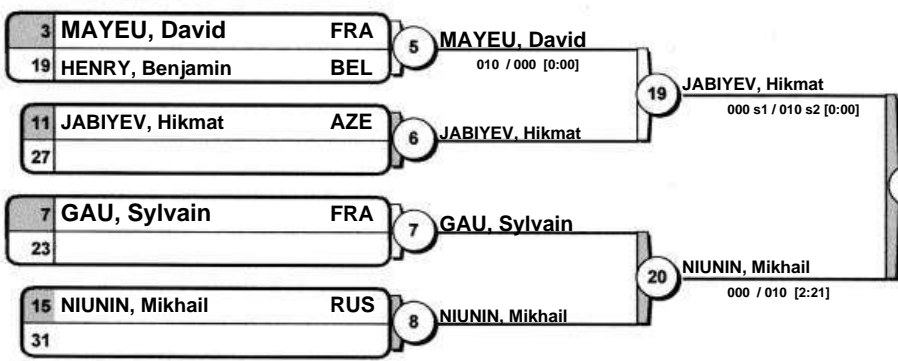 3 MAYEU, David FRA
19 HENRY, Benjamin BEL
5
MAYEU, David
010 / 000 [0:00]
11 JABIYEV, Hikmat AZE
27
6
JABIYEV, Hikmat
19
JABIYEV, Hikmat
000 s1 / 010 s2 [0:00]
7 GAU, Sylvain FRA
23
7
GAU, Sylvain
15 NIUNIN, Mikhail RUS
31
8
NIUNIN, Mikhail
20
NIUNIN, Mikhail
000 / 010 [2:21]